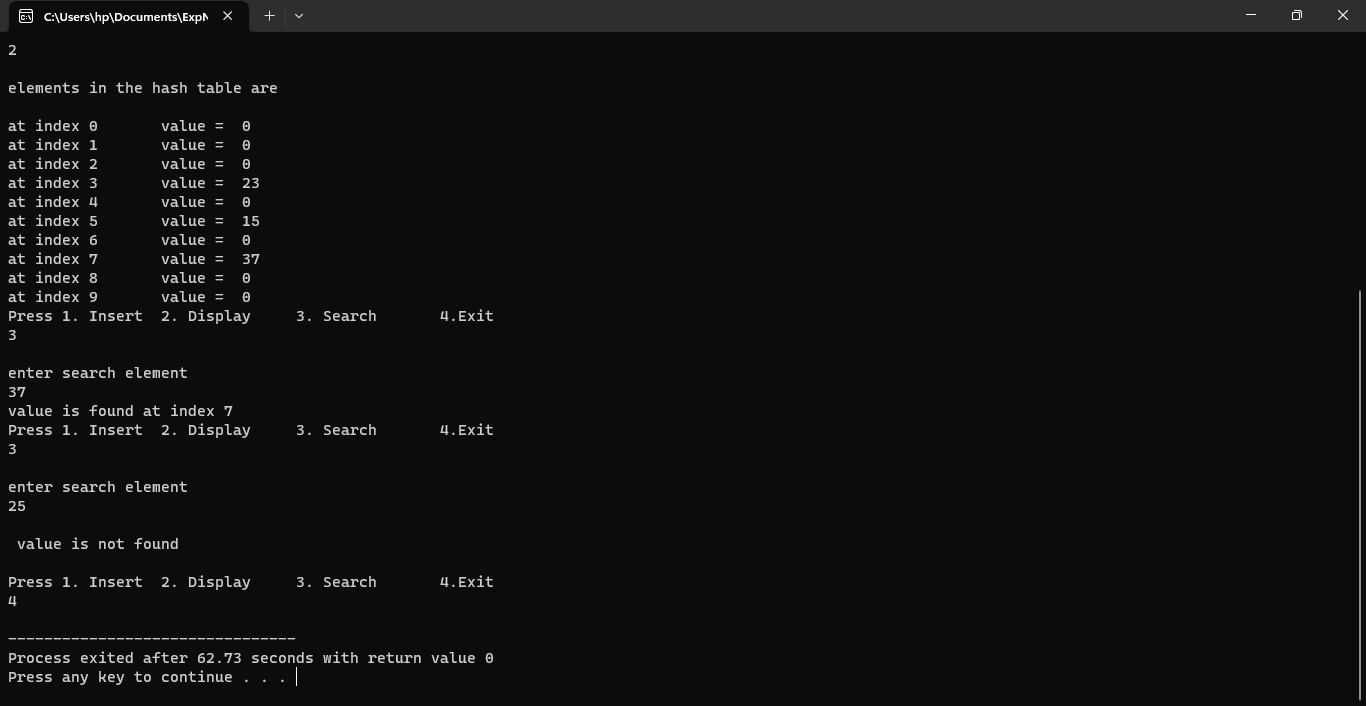 C:\Users\hp\Documents\ExpN
2
elements in the hash table are
at index 0       value =  0
at index 1       value =  0
at index 2       value =  0
at index 3       value =  23
at index 4       value =  0
at index 5       value =  15
at index 6       value =  0
at index 7       value =  37
at index 8       value =  0
at index 9       value =  0
Press 1. Insert  2. Display     3. Search       4.Exit
3
enter search element
37
value is found at index 7
Press 1. Insert  2. Display     3. Search       4.Exit
3
enter search element
25
 value is not found
Press 1. Insert  2. Display     3. Search       4.Exit
4
--------------------------------
Process exited after 62.73 seconds with return value 0
Press any key to continue . . .